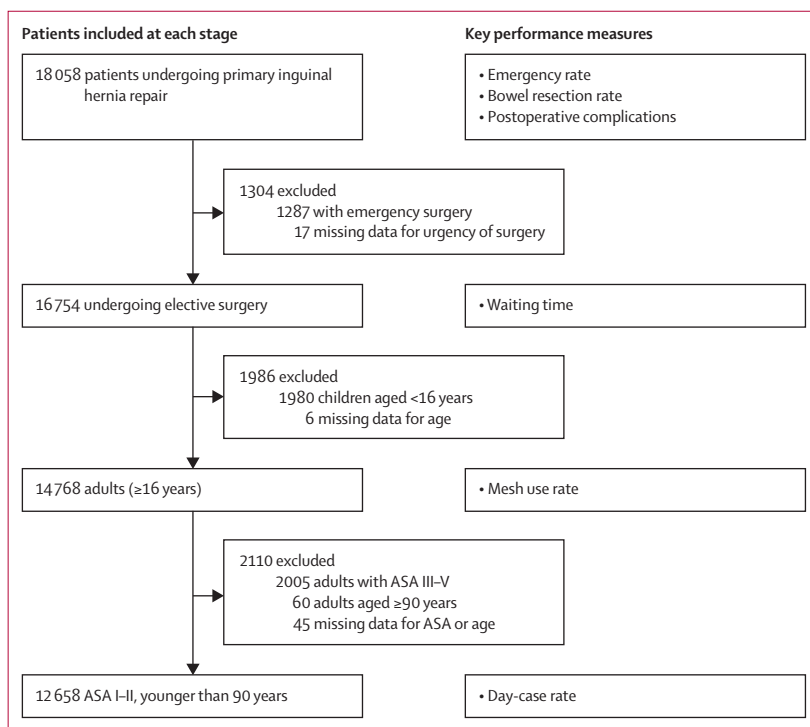 Patients included at each stage
Key performance measures
18 058 patients undergoing primary inguinal
hernia repair
• Emergency rate
• Bowel resection rate
• Postoperative complications
1304 excluded
1287 with emergency surgery
17 missing data for urgency of surgery
16 754 undergoing elective surgery
• Waiting time
1986 excluded
1980 children aged <16 years
6 missing data for age
14 768 adults (≥16 years)
• Mesh use rate
2110 excluded
2005 adults with ASA III–V
60 adults aged ≥90 years
45 missing data for ASA or age
12 658 ASA I–II, younger than 90 years
• Day-case rate